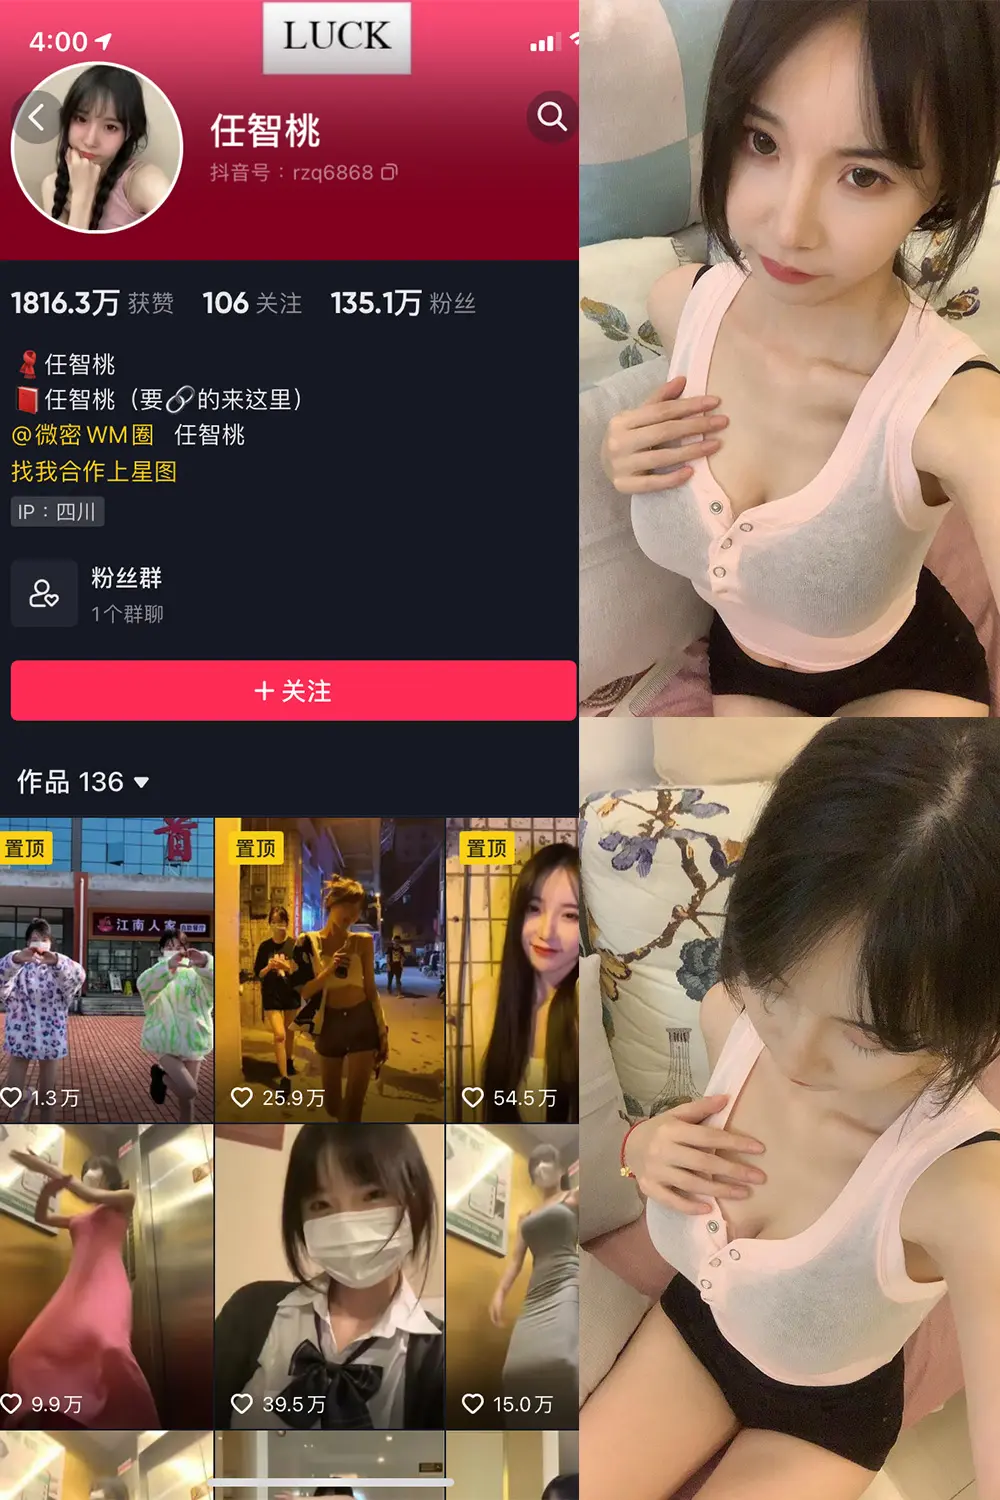 4:00
LUCK
任智桃
抖音号：rzq6868
1816.3万 获赞 106 关注 135.1万 粉丝
任智桃
任智桃（要🔗的来这里）
@微密WM圈 任智桃
找我合作上星图
IP：四川
粉丝群
1个群聊
+ 关注
作品 136
置顶
置顶
置顶
江南人家
1.3万
25.9万
54.5万
9.9万
39.5万
15.0万